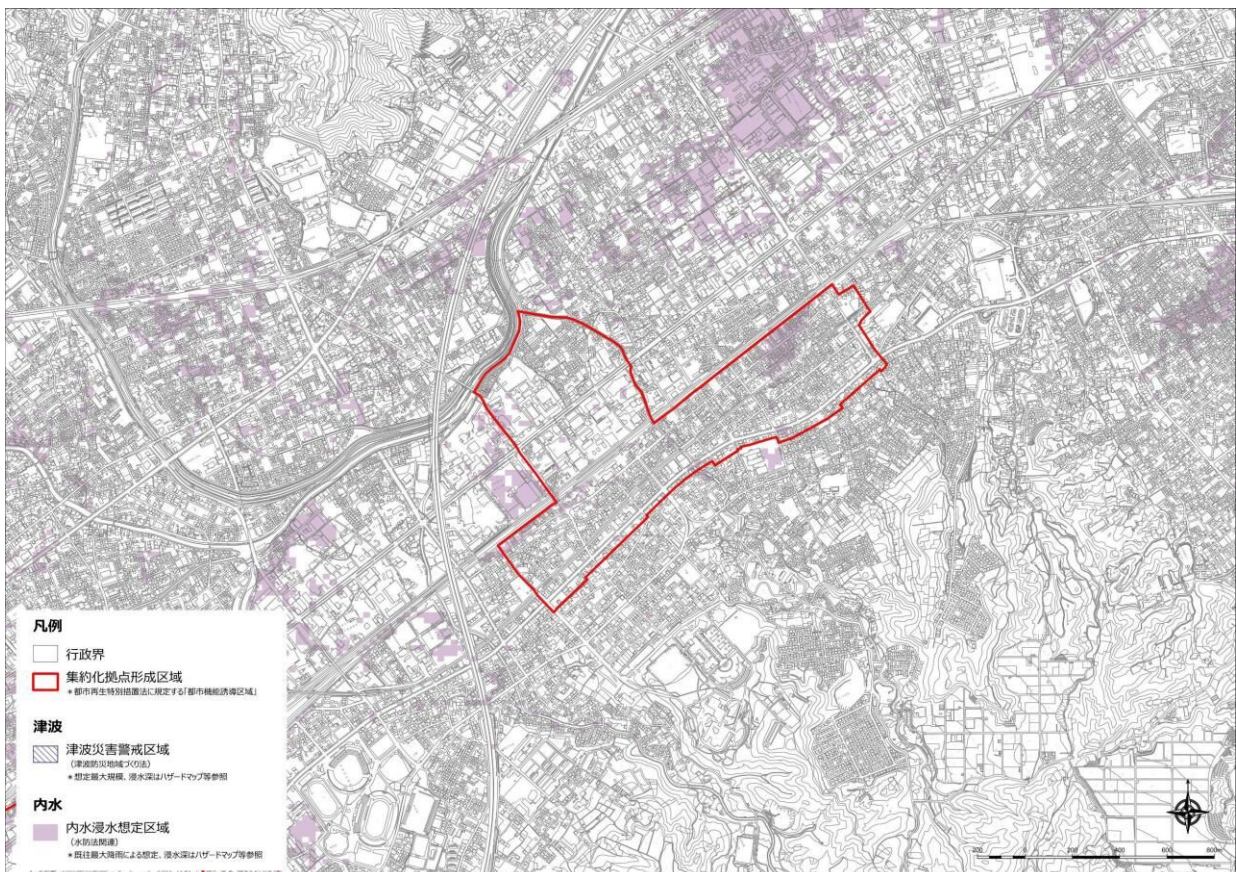 凡例
行政界
集約化拠点形成区域
*都市再生特別措置法に規定する「都市機能誘導区域」
津波
津波災害警戒区域
(津波防災地域づくり法)
*想定最大規模、浸水深はハザードマップ等参照
内水
内水浸水想定区域
(水防法関連)
*既往最大降雨による想定、浸水深はハザードマップ等参照
200 0 200 400 600 800m